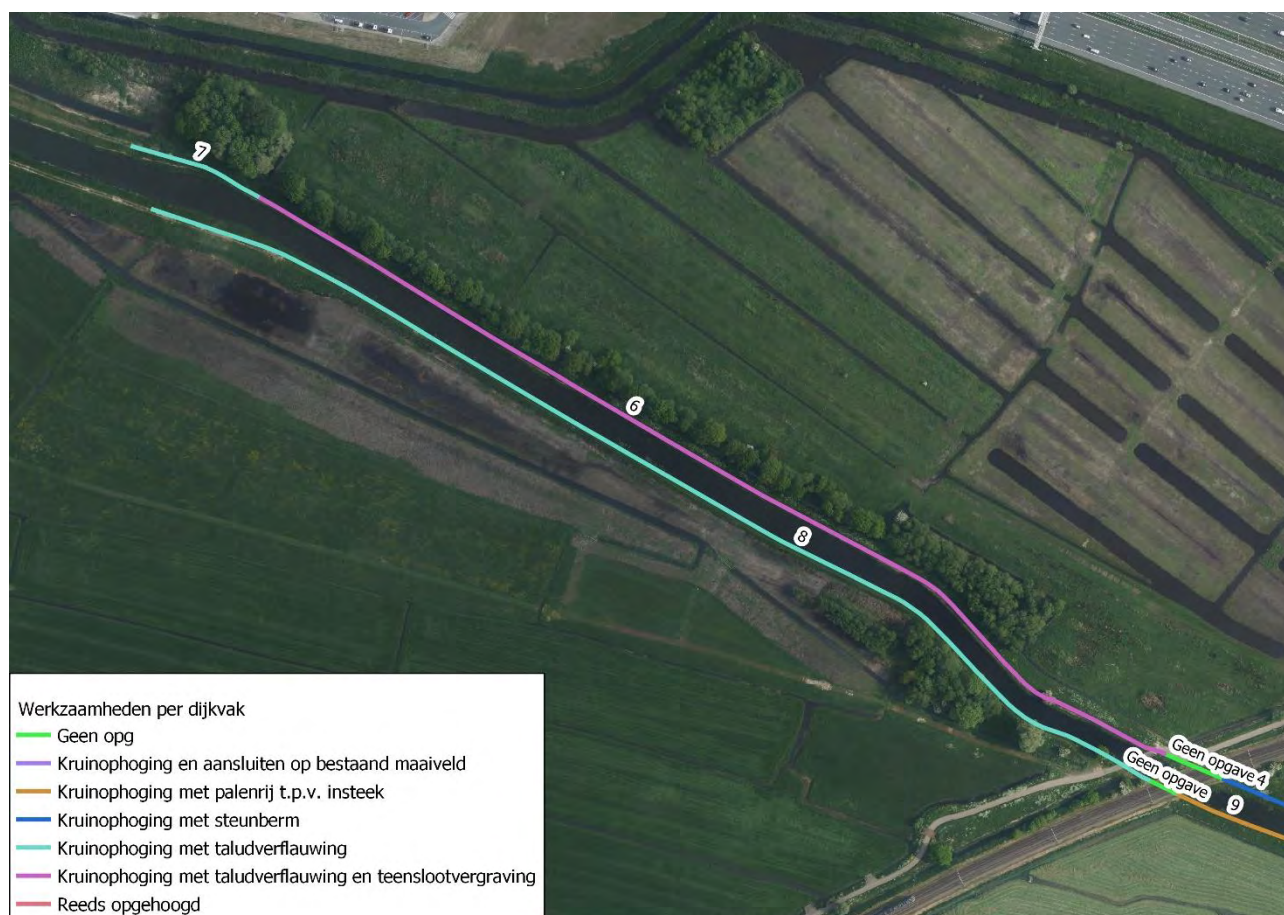 7
6
8
Geen opgave 4
Geen opgave
9
Werkzaamheden per dijkvak
Geen opg
Kruinophoging en aansluiten op bestaand maaiveld
Kruinophoging met palenrij t.p.v. insteek
Kruinophoging met steunberm
Kruinophoging met taludverflauwing
Kruinophoging met taludverflauwing en teenslootvergraving
Reeds opgehoogd